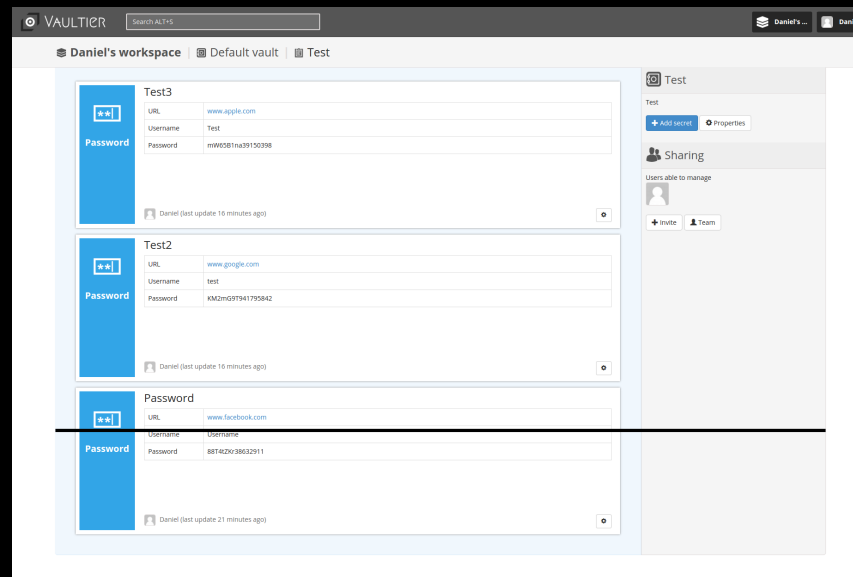 VAULTIER Search ALT+S Daniel's ... Dani
Daniel's workspace Default vault Test
Test3
**
Password
URL www.apple.com
Username Test
Password mW65B1na39150398
Daniel (last update 16 minutes ago)
Test2
**
Password
URL www.google.com
Username test
Password KM2mG9T941795842
Daniel (last update 16 minutes ago)
Password
**
Password
URL www.facebook.com
Username Username
Password 88T4tZKr38632911
Daniel (last update 21 minutes ago)
Test
Test
Add secret Properties
Sharing
Users able to manage
invite Team